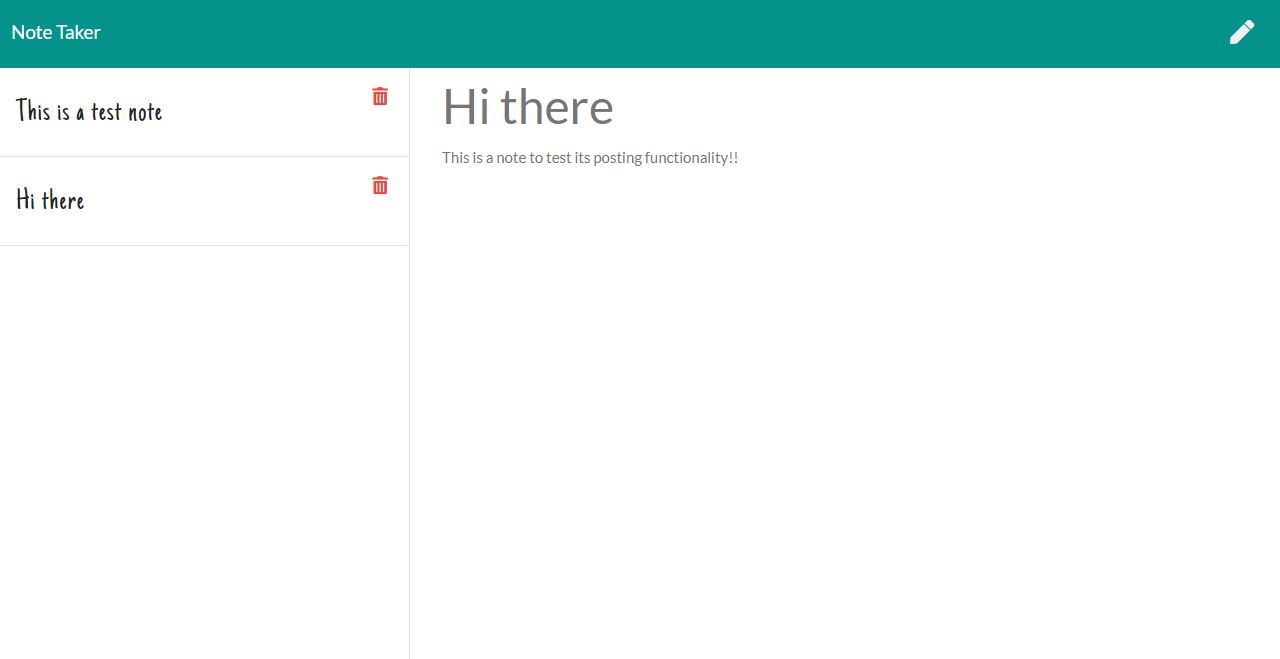 Note Taker
This is a test note
Hi there
Hi there
This is a note to test its posting functionality!!